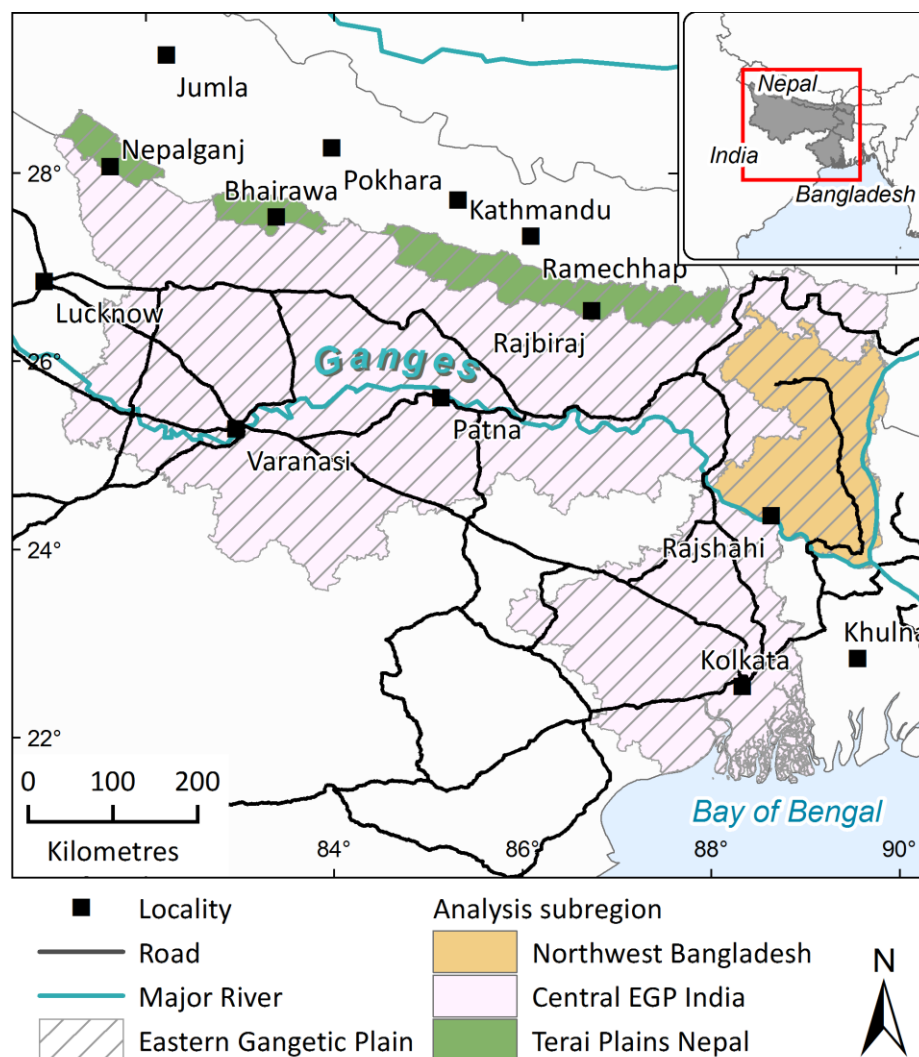 Jumla
Nepal
Nepalganj
28°
Pokhara
Bhairawa
India
Kathmandu
Bangladesh
Ramechhap
Lucknow
Rajbiraj
26°
Ganges
Patna
Varanasi
24°
Rajshahi
Khulna
Kolkata
22°
0 100 200
Kilometres
Bay of Bengal
84° 86° 88° 90°
Locality
Road
Major River
Eastern Gangetic Plain
Analysis subregion
Northwest Bangladesh
Central EGP India
Terai Plains Nepal
N